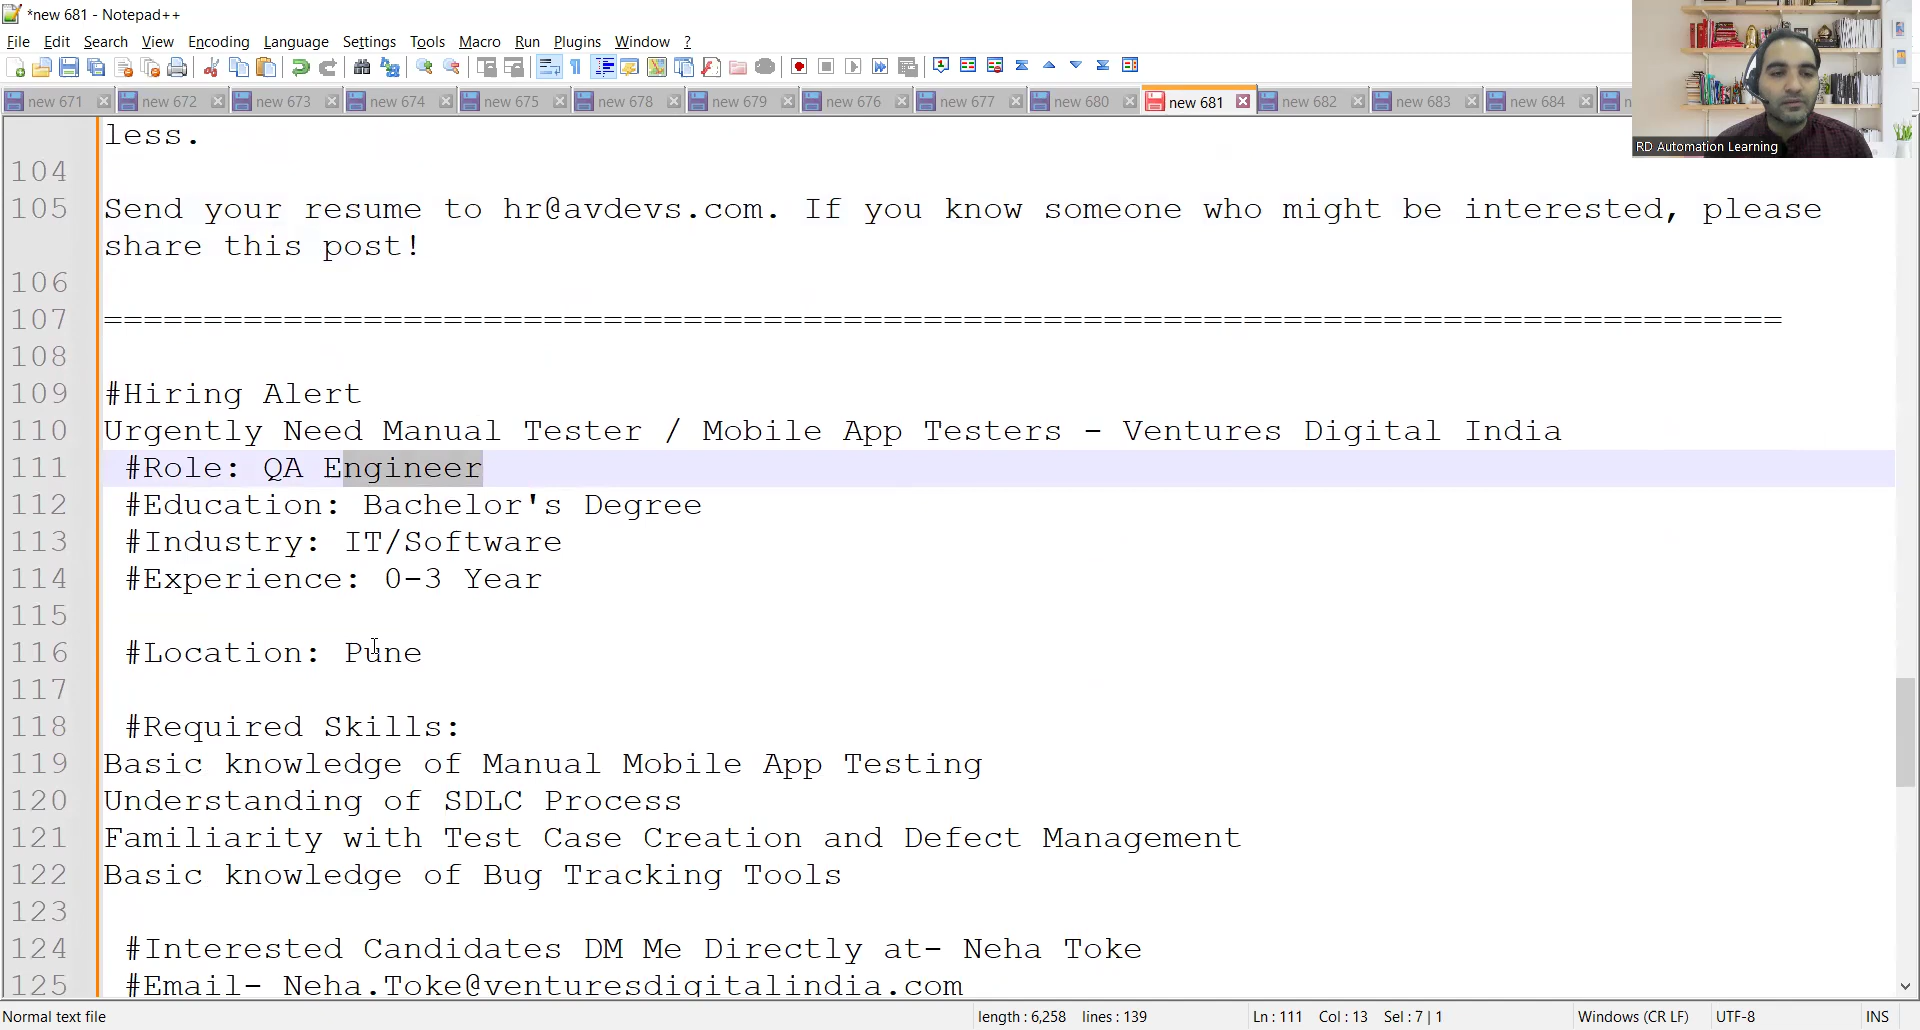 *new 681 - Notepad++
File Edit Search View Encoding Language Settings Tools Macro Run Plugins Window ?
new 671 new 672 new 673 new 674 new 675 new 678 new 679 new 676 new 677 new 680 new 681 new 682 new 683 new 684
RD Automation Learning
less.
104
105 Send your resume to hr@avdevs.com. If you know someone who might be interested, please
share this post!
106
107 ====================================================================================
108
109 #Hiring Alert
110 Urgently Need Manual Tester / Mobile App Testers - Ventures Digital India
111 #Role: QA Engineer
112 #Education: Bachelor's Degree
113 #Industry: IT/Software
114 #Experience: 0-3 Year
115
116 #Location: Pune
117
118 #Required Skills:
119 Basic knowledge of Manual Mobile App Testing
120 Understanding of SDLC Process
121 Familiarity with Test Case Creation and Defect Management
122 Basic knowledge of Bug Tracking Tools
123
124 #Interested Candidates DM Me Directly at- Neha Toke
125 #Email- Neha.Toke@venturesdigitalindia.com
Normal text file length : 6,258 lines : 139 Ln : 111 Col : 13 Sel : 7 | 1 Windows (CR LF) UTF-8 INS